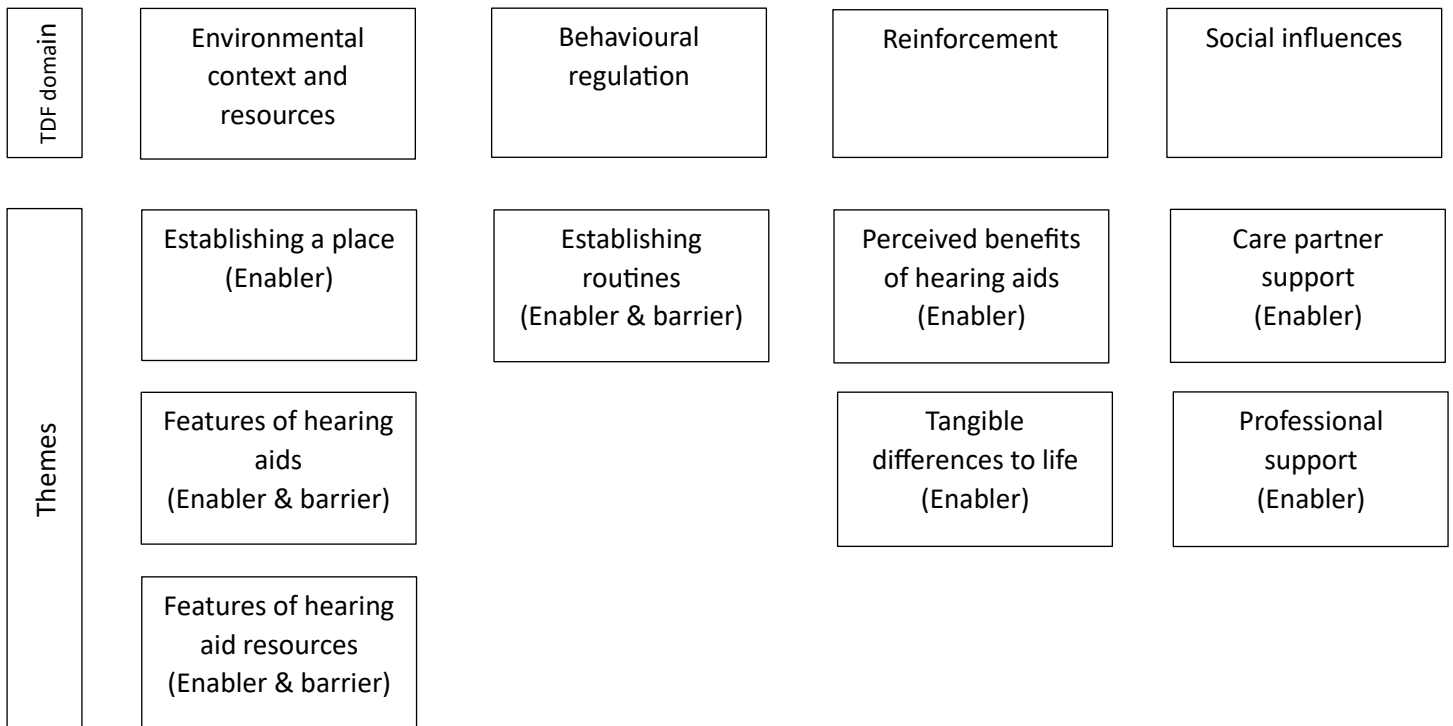 TDF domain
Environmental
context and
resources
Behavioural
regulation
Reinforcement
Social influences
Themes
Establishing a place
(Enabler)
Establishing
routines
(Enabler & barrier)
Perceived benefits
of hearing aids
(Enabler)
Care partner
support
(Enabler)
Features of hearing
aids
(Enabler & barrier)
Tangible
differences to life
(Enabler)
Professional
support
(Enabler)
Features of hearing
aid resources
(Enabler & barrier)